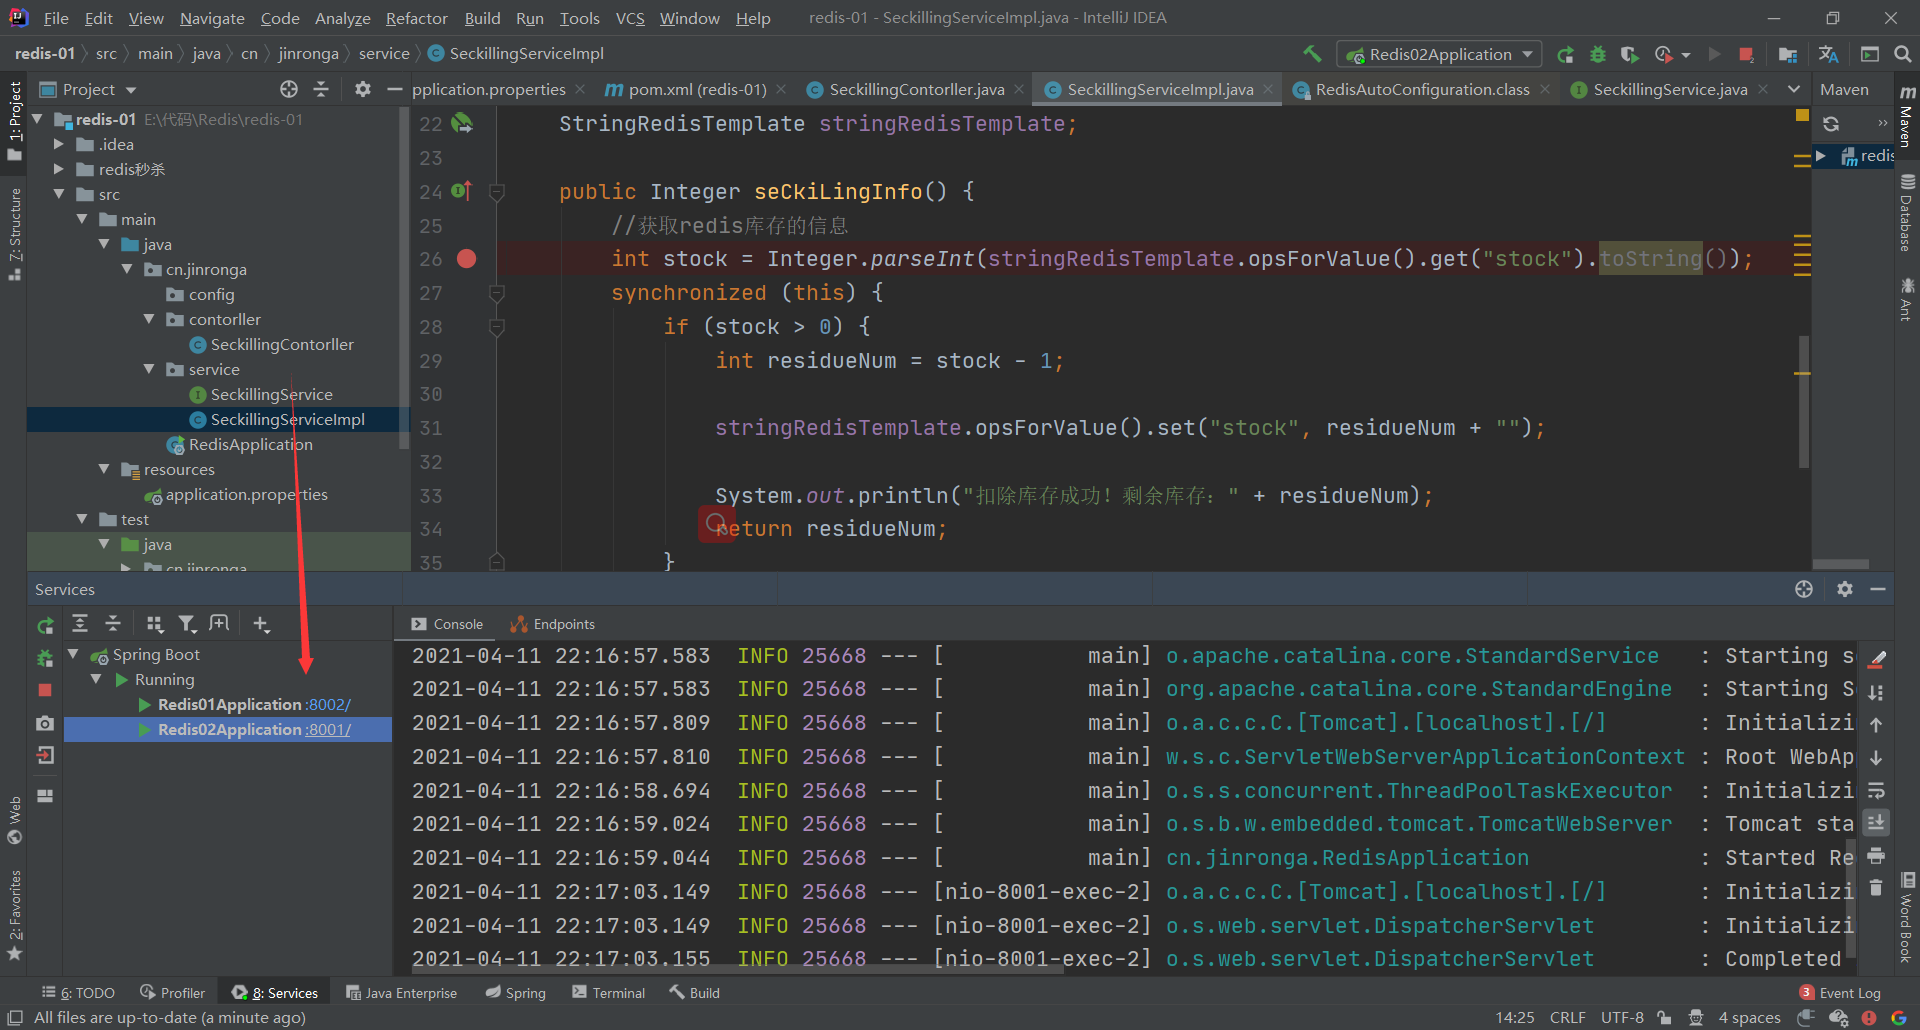 File Edit View Navigate Code Analyze Refactor Build Run Tools VCS Window Help redis-01 - SeckillingServiceImpl.java - IntelliJ IDEA
redis-01 src main java cn jinronga service SeckillingServiceImpl Redis02Application
Project pplication.properties pom.xml (redis-01) SeckillingContorller.java SeckillingServiceImpl.java RedisAutoConfiguration.class SeckillingService.java Maven
1: Project
7: Structure
Web
2: Favorites
redis-01 E:\代码\Redis\redis-01
.idea
redis秒杀
src
main
java
cn.jinronga
config
contorller
SeckillingContorller
service
SeckillingService
SeckillingServiceImpl
RedisApplication
resources
application.properties
test
java
cn.jinronga
22 StringRedisTemplate stringRedisTemplate;
23
24 public Integer seCkiLingInfo() {
25 //获取redis库存的信息
26 int stock = Integer.parseInt(stringRedisTemplate.opsForValue().get("stock").toString());
27 synchronized (this) {
28 if (stock > 0) {
29 int residueNum = stock - 1;
30
31 stringRedisTemplate.opsForValue().set("stock", residueNum + "");
32
33 System.out.println("扣除库存成功！剩余库存：" + residueNum);
34 return residueNum;
35 }
redis
Maven
Database
Ant
Word Book
Services
Console Endpoints
Spring Boot
Running
Redis01Application :8002/
Redis02Application :8001/
2021-04-11 22:16:57.583 INFO 25668 --- [ main] o.apache.catalina.core.StandardService : Starting se
2021-04-11 22:16:57.583 INFO 25668 --- [ main] org.apache.catalina.core.StandardEngine : Starting S
2021-04-11 22:16:57.809 INFO 25668 --- [ main] o.a.c.c.C.[Tomcat].[localhost].[/] : Initializi
2021-04-11 22:16:57.810 INFO 25668 --- [ main] w.s.c.ServletWebServerApplicationContext : Root WebAp
2021-04-11 22:16:58.694 INFO 25668 --- [ main] o.s.s.concurrent.ThreadPoolTaskExecutor : Initializi
2021-04-11 22:16:59.024 INFO 25668 --- [ main] o.s.b.w.embedded.tomcat.TomcatWebServer : Tomcat sta
2021-04-11 22:16:59.044 INFO 25668 --- [ main] cn.jinronga.RedisApplication : Started Re
2021-04-11 22:17:03.149 INFO 25668 --- [nio-8001-exec-2] o.a.c.c.C.[Tomcat].[localhost].[/] : Initializi
2021-04-11 22:17:03.149 INFO 25668 --- [nio-8001-exec-2] o.s.web.servlet.DispatcherServlet : Initializi
2021-04-11 22:17:03.155 INFO 25668 --- [nio-8001-exec-2] o.s.web.servlet.DispatcherServlet : Completed
6: TODO Profiler 8: Services Java Enterprise Spring Terminal Build 3 Event Log
All files are up-to-date (a minute ago) 14:25 CRLF UTF-8 4 spaces